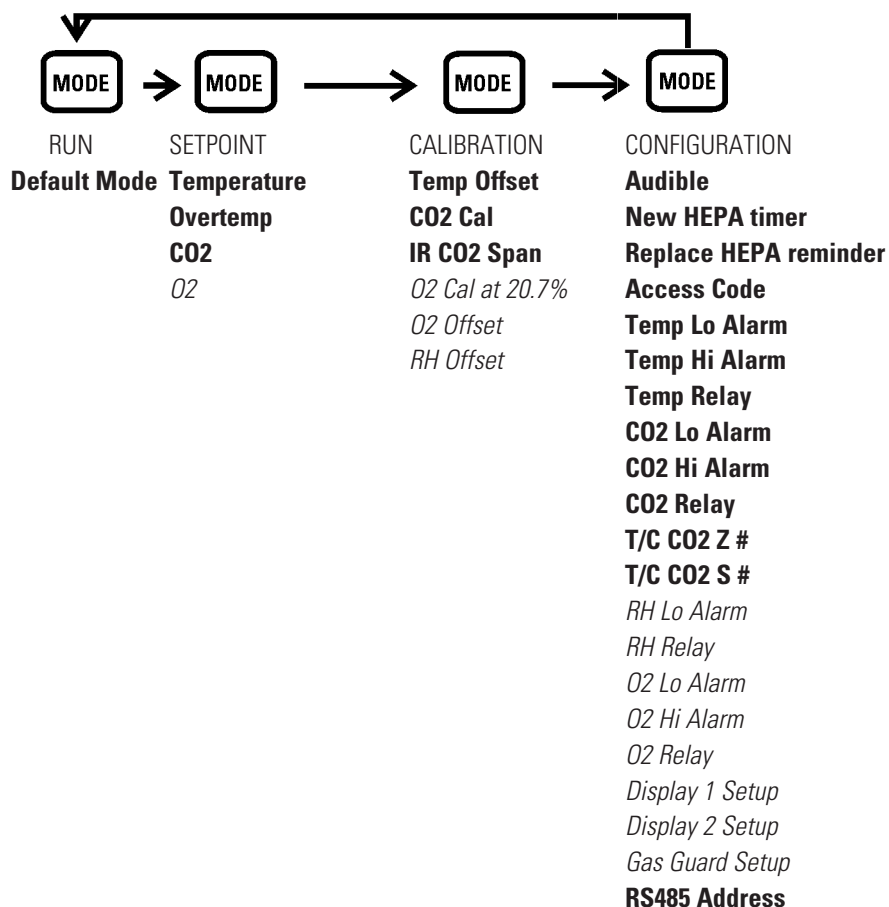 MODE MODE MODE MODE
RUN SETPOINT CALIBRATION CONFIGURATION
Default Mode Temperature Temp Offset Audible
Overtemp CO2 Cal New HEPA timer
CO2 IR CO2 Span Replace HEPA reminder
O2 O2 Cal at 20.7% Access Code
O2 Offset Temp Lo Alarm
RH Offset Temp Hi Alarm
Temp Relay
CO2 Lo Alarm
CO2 Hi Alarm
CO2 Relay
T/C CO2 Z #
T/C CO2 S #
RH Lo Alarm
RH Relay
O2 Lo Alarm
O2 Hi Alarm
O2 Relay
Display 1 Setup
Display 2 Setup
Gas Guard Setup
RS485 Address